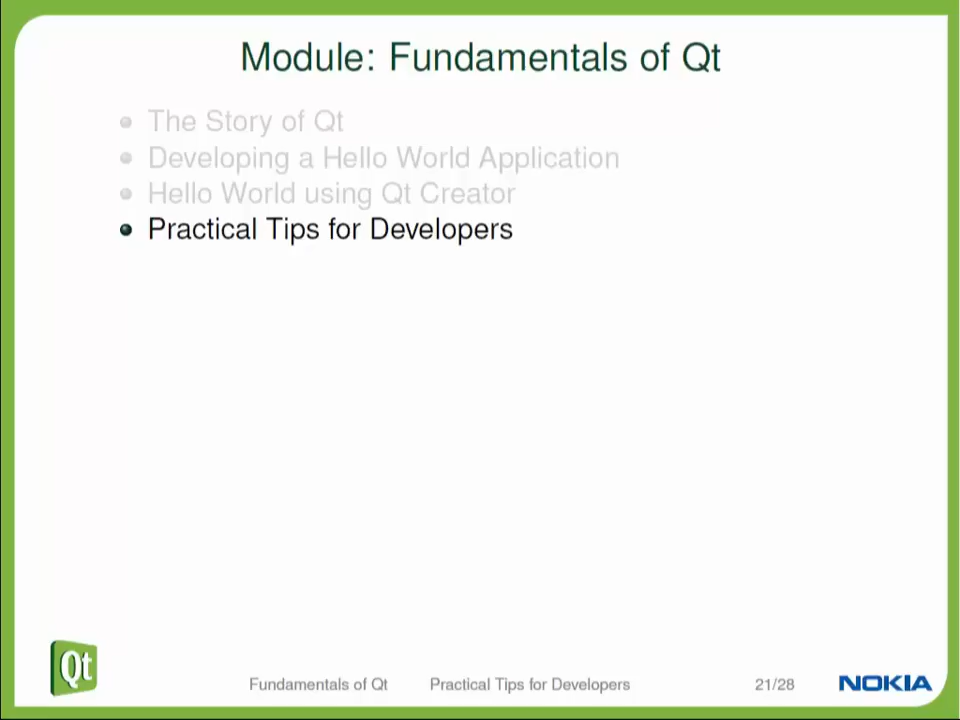 Module: Fundamentals of Qt
The Story of Qt
Developing a Hello World Application
Hello World using Qt Creator
Practical Tips for Developers
Qt
Fundamentals of Qt Practical Tips for Developers 21/28 NOKIA